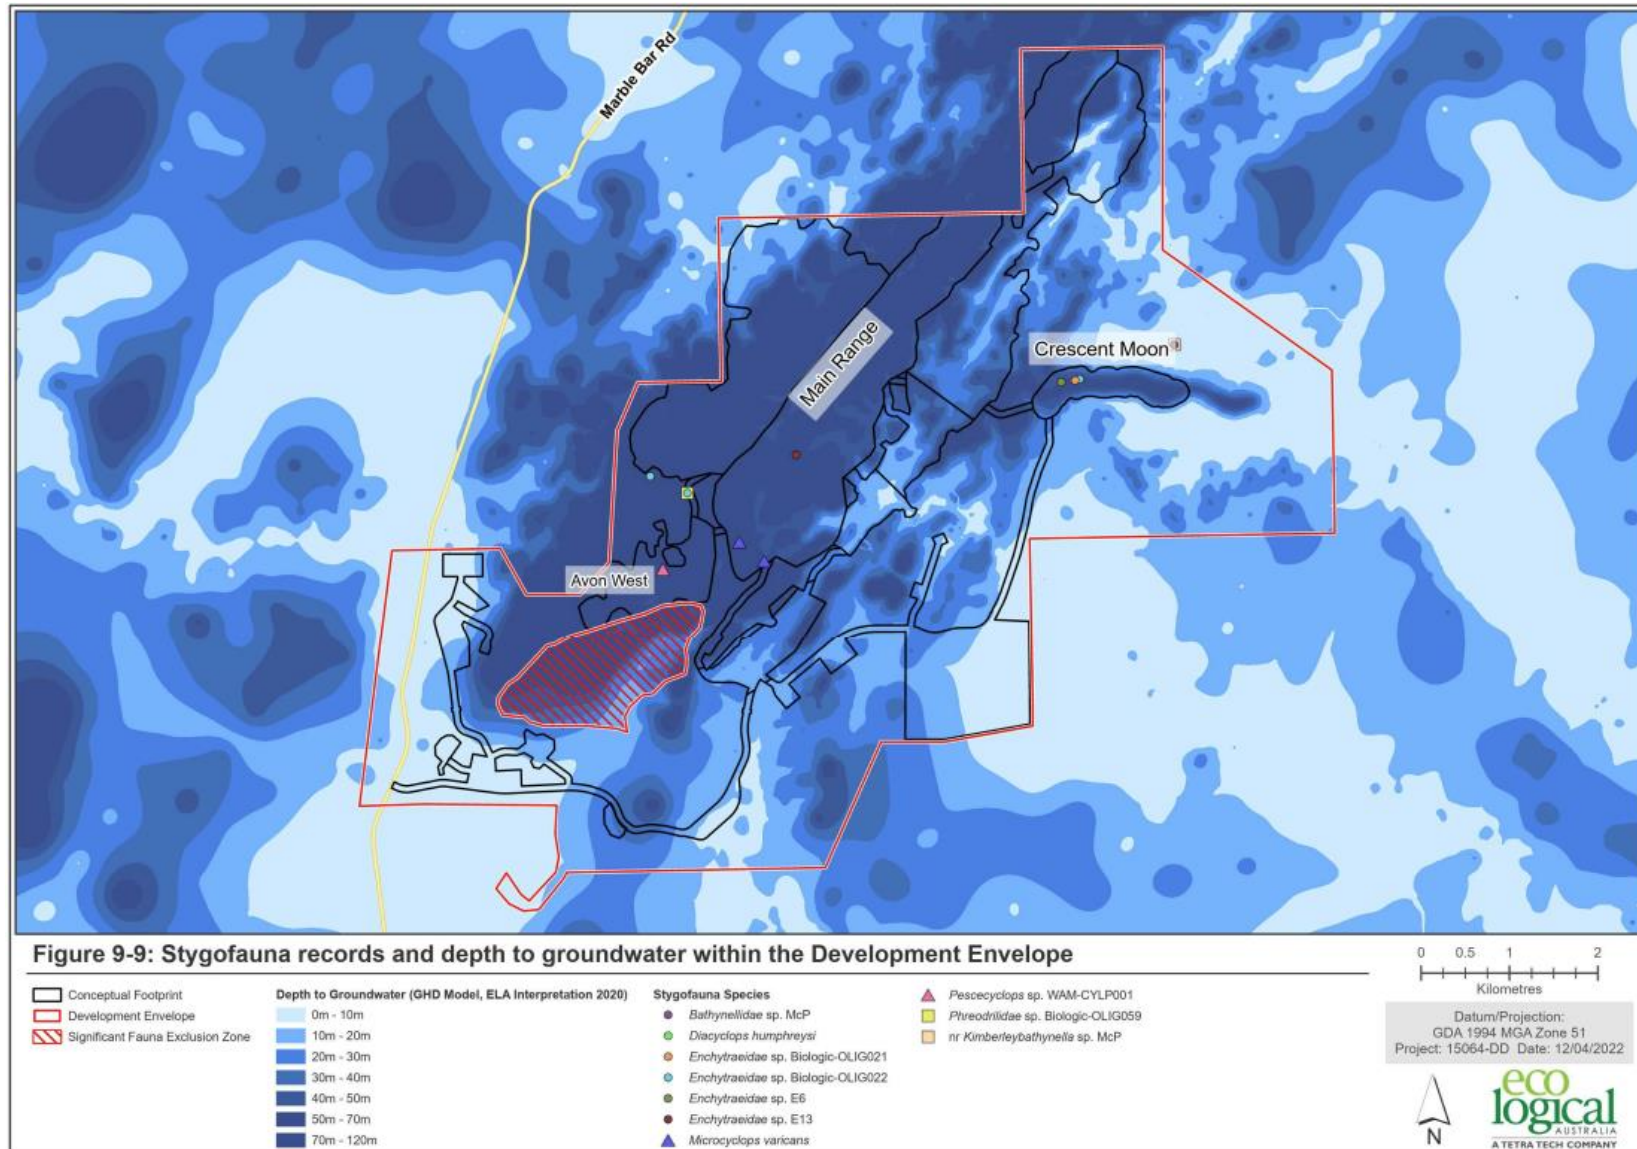 Marble Bar Rd
Crescent Moon
Main Range
Avon West
Figure 9-9: Stygofauna records and depth to groundwater within the Development Envelope
Conceptual Footprint
Development Envelope
Significant Fauna Exclusion Zone
Depth to Groundwater (GHD Model, ELA Interpretation 2020)
0m - 10m
10m - 20m
20m - 30m
30m - 40m
40m - 50m
50m - 70m
70m - 120m
Stygofauna Species
Bathynellidae sp. McP
Diacyclops humphreysi
Enchytraeidae sp. Biologic-OLIG021
Enchytraeidae sp. Biologic-OLIG022
Enchytraeidae sp. E6
Enchytraeidae sp. E13
Microcyclops varicans
Pescecyclops sp. WAM-CYLP001
Phreodrilidae sp. Biologic-OLIG059
nr Kimberleybathynella sp. McP
0 0.5 1 2
Kilometres
Datum/Projection:
GDA 1994 MGA Zone 51
Project: 15064-DD Date: 12/04/2022
N
eco
logical
AUSTRALIA
A TETRA TECH COMPANY